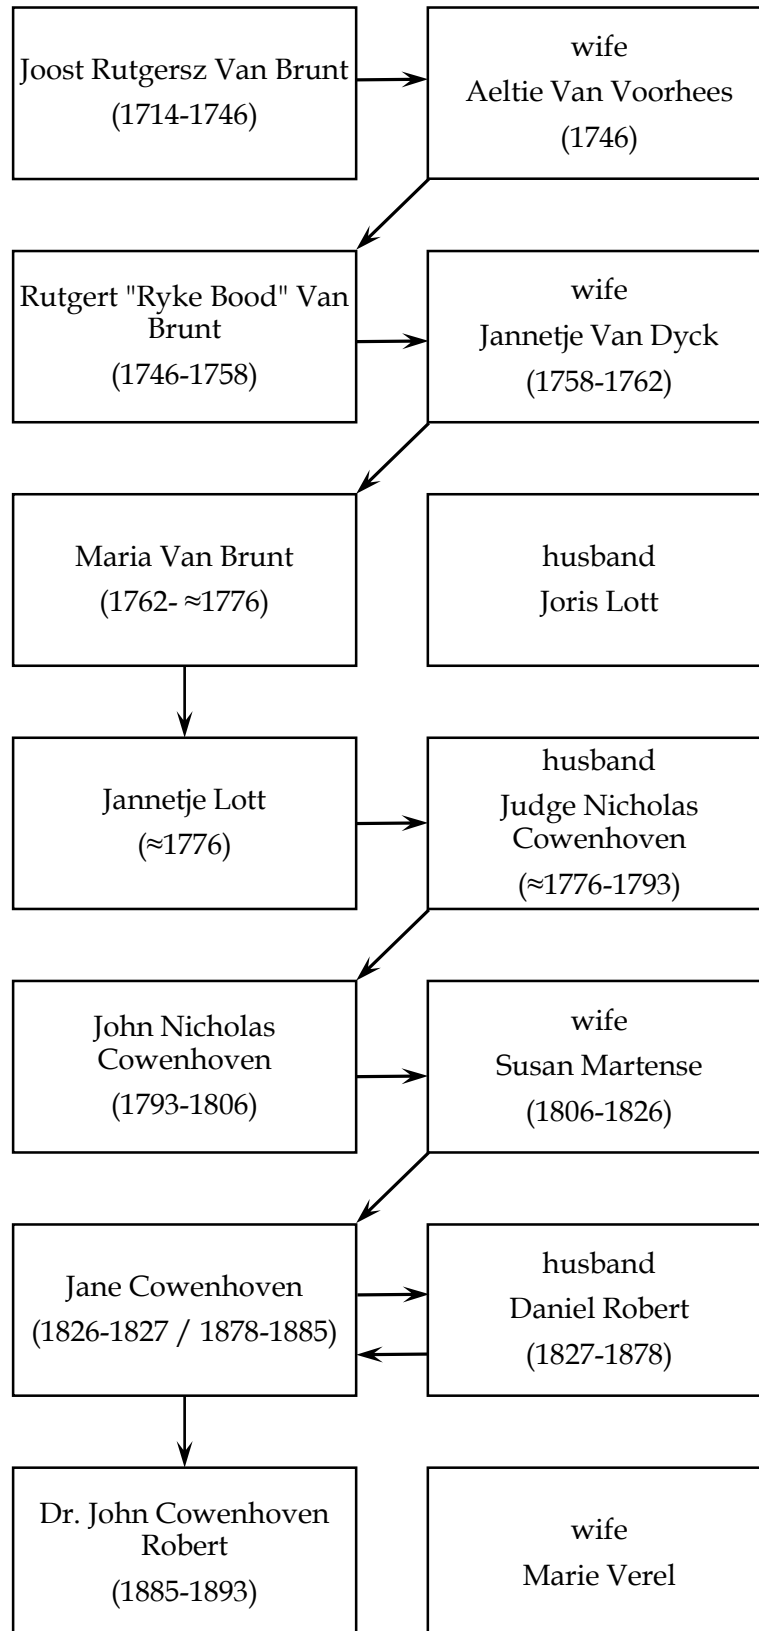 Joost Rutgersz Van Brunt
(1714-1746)
wife
Aeltie Van Voorhees
(1746)
Rutgert "Ryke Bood" Van
Brunt
(1746-1758)
wife
Jannetje Van Dyck
(1758-1762)
Maria Van Brunt
(1762- ≈1776)
husband
Joris Lott
Jannetje Lott
(≈1776)
husband
Judge Nicholas
Cowenhoven
(≈1776-1793)
John Nicholas
Cowenhoven
(1793-1806)
wife
Susan Martense
(1806-1826)
Jane Cowenhoven
(1826-1827 / 1878-1885)
husband
Daniel Robert
(1827-1878)
Dr. John Cowenhoven
Robert
(1885-1893)
wife
Marie Verel